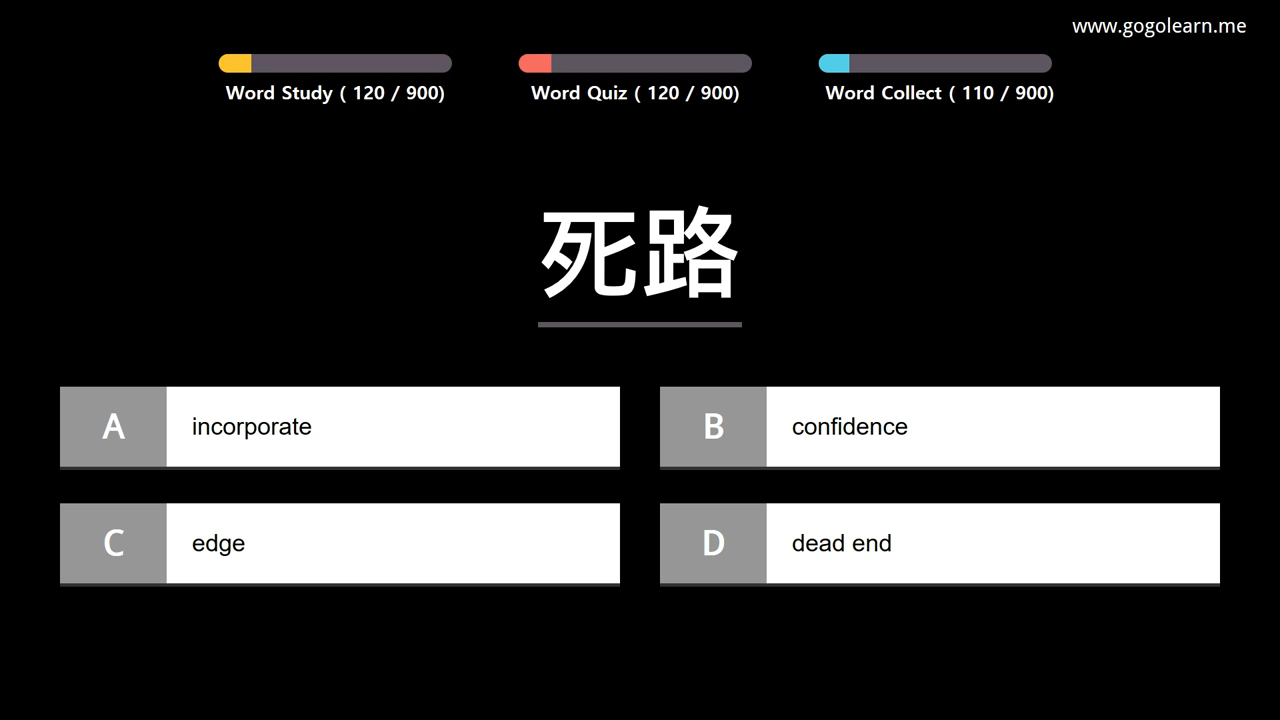 www.gogolearn.me
Word Study ( 120 / 900)
Word Quiz ( 120 / 900)
Word Collect ( 110 / 900)
死路
A incorporate
B confidence
C edge
D dead end